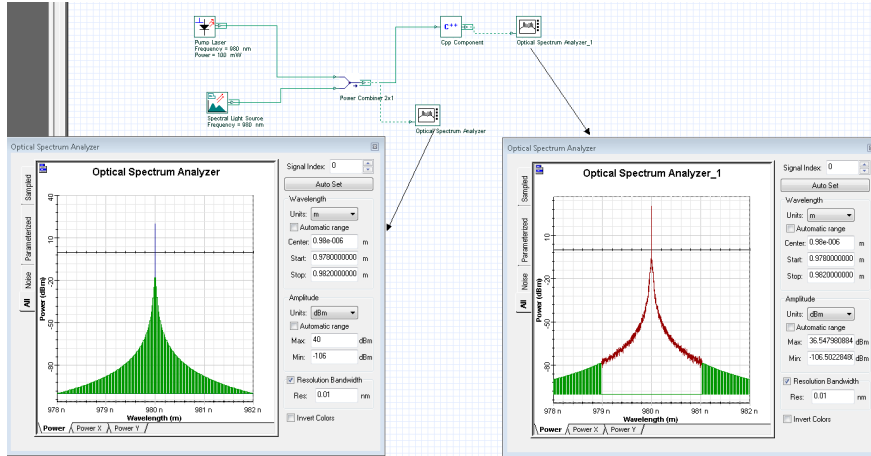 C++
Pump Laser
Frequency = 980 nm
Power = 100 mW
Cpp Component
Optical Spectrum Analyzer_1
Power Combiner 2x1
Spectral Light Source
Frequency = 980 nm
Optical Spectrum Analyzer
Optical Spectrum Analyzer
Optical Spectrum Analyzer
Sampled
Parameterized
Noise
All
Power (dBm)
40
10
-20
-50
-80
978 n
979 n
980 n
981 n
982 n
Wavelength (m)
Power
Power X
Power Y
Signal Index: 0
Auto Set
Wavelength
Units: m
Automatic range
Center: 0.98e-006 m
Start: 0.9780000000 m
Stop: 0.9820000000 m
Amplitude
Units: dBm
Automatic range
Max: 40 dBm
Min: -106 dBm
Resolution Bandwidth
Res: 0.01 nm
Invert Colors
Optical Spectrum Analyzer
Optical Spectrum Analyzer_1
Sampled
Parameterized
Noise
All
Power (dBm)
10
-20
-50
-80
978 n
979 n
980 n
981 n
982 n
Wavelength (m)
Power
Power X
Power Y
Signal Index: 0
Auto Set
Wavelength
Units: m
Automatic range
Center: 0.98e-006 m
Start: 0.9780000000 m
Stop: 0.9820000000 m
Amplitude
Units: dBm
Automatic range
Max: 36.547980884 dBm
Min: -106.5022848( dBm
Resolution Bandwidth
Res: 0.01 nm
Invert Colors